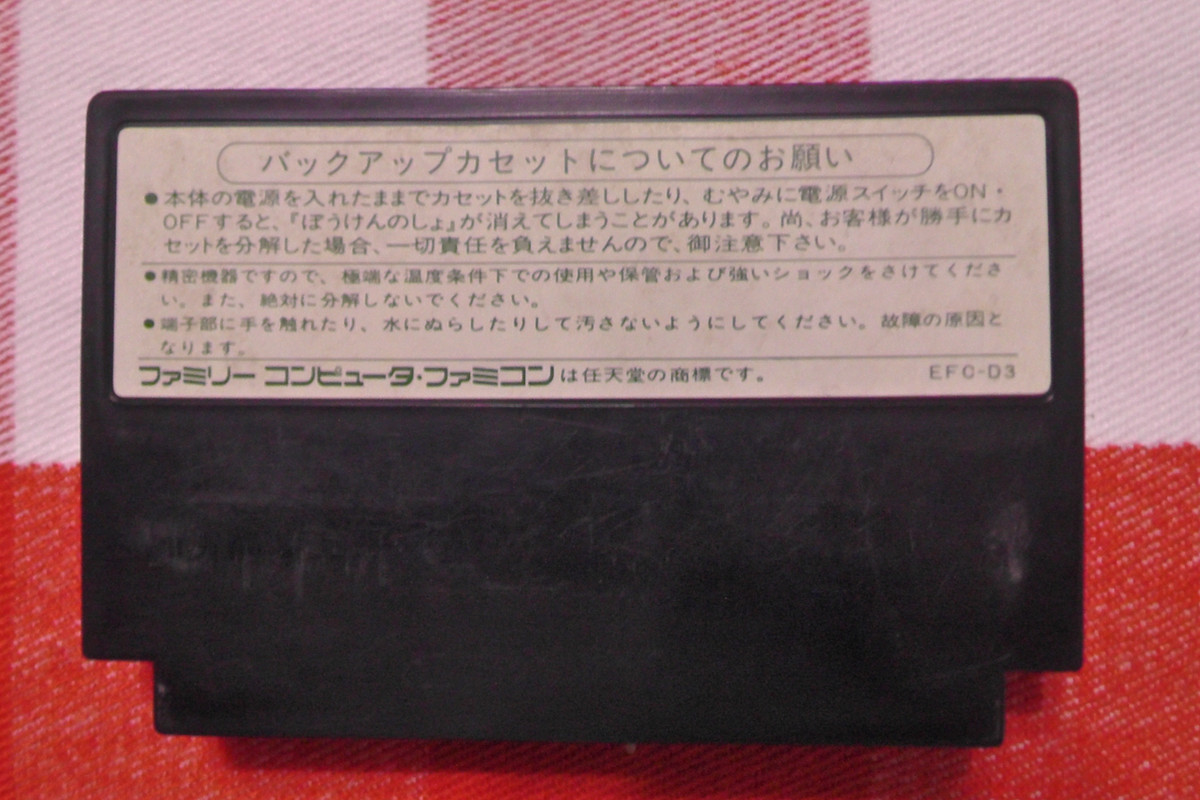 バックアップカセットについてのお願い
●本体の電源を入れたままでカセットを抜き差ししたり、むやみに電源スイッチをON・
OFFすると、『ぼうけんのしょ』が消えてしまうことがあります。尚、お客様が勝手にカ
セットを分解した場合、一切責任を負えませんので、御注意下さい。
●精密機器ですので、極端な温度条件下での使用や保管および強いショックをさけてくださ
い。また、絶対に分解しないでください。
●端子部に手を触れたり、水にぬらしたりして汚さないようにしてください。故障の原因と
なります。
ファミリーコンピュータ・ファミコンは任天堂の商標です。 EFC-D3